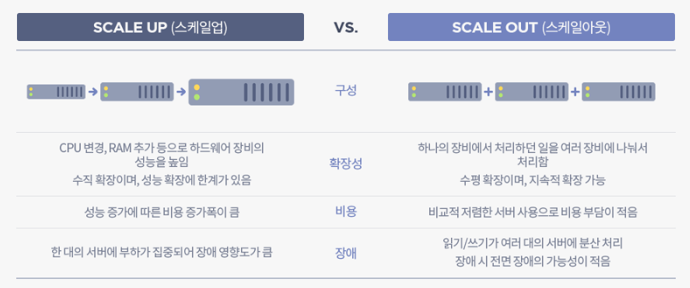 SCALE UP (스케일업)
VS.
SCALE OUT (스케일아웃)
구성
CPU 변경, RAM 추가 등으로 하드웨어 장비의
성능을 높임
수직 확장이며, 성능 확장에 한계가 있음
확장성
하나의 장비에서 처리하던 일을 여러 장비에 나눠서
처리함
수평 확장이며, 지속적 확장 가능
성능 증가에 따른 비용 증가폭이 큼
비용
비교적 저렴한 서버 사용으로 비용 부담이 적음
한 대의 서버에 부하가 집중되어 장애 영향도가 큼
장애
읽기/쓰기가 여러 대의 서버에 분산 처리
장애 시 전면 장애의 가능성이 적음